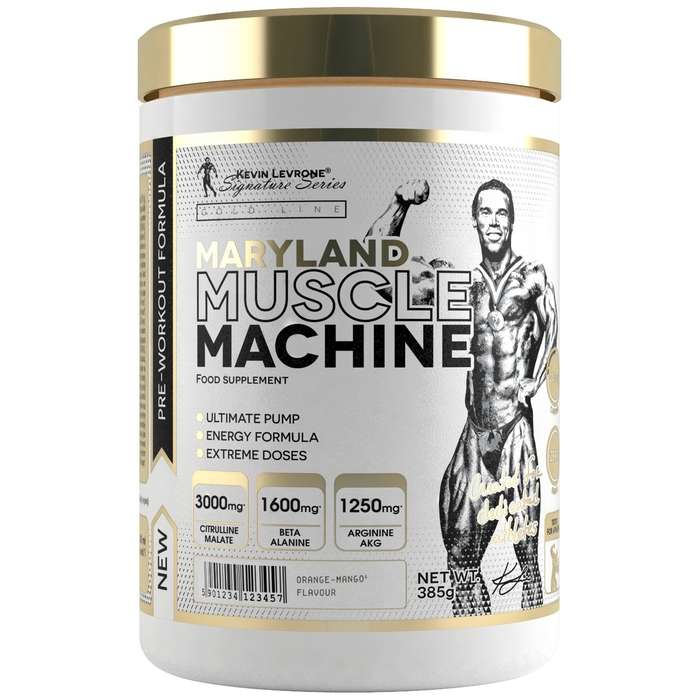 Kevin Levrone®
Signature Series
GOLD LINE
MARYLAND
MUSCLE
MACHINE
Food Supplement
ULTIMATE PUMP
ENERGY FORMULA
EXTREME DOSES
3000mg*
CITRULLINE
MALATE
1600mg*
BETA
ALANINE
1250mg*
ARGININE
AKG
5 901234 123457
ORANGE-MANGO⁴
FLAVOUR
NET WT.
385g
PRE-WORKOUT FORMULA
NEW